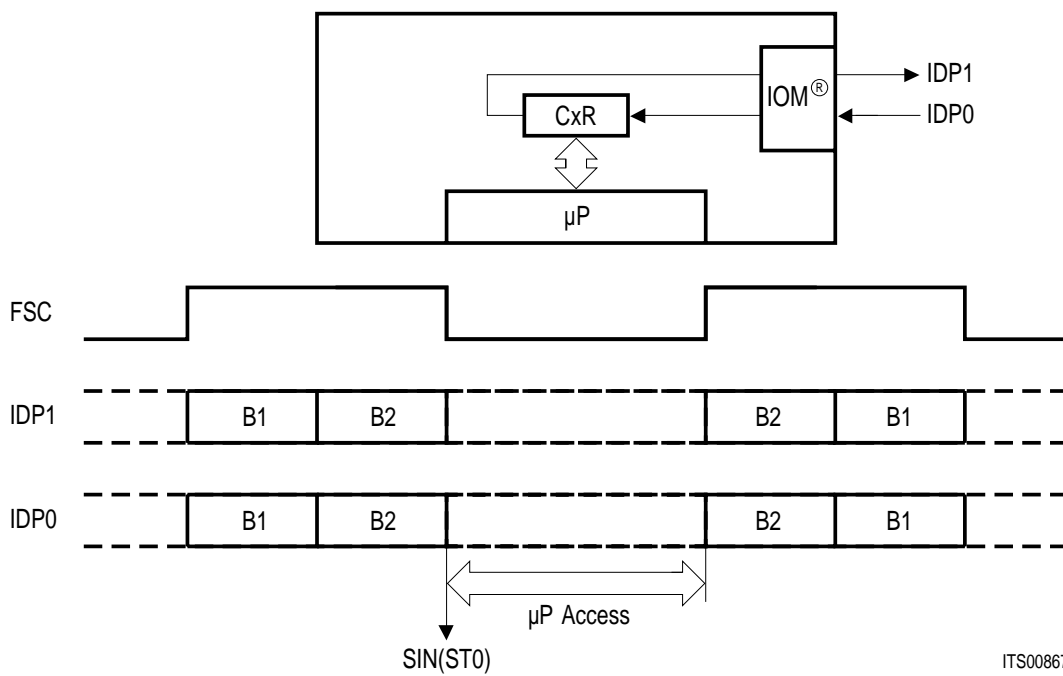 IDP1
IOM®
CxR
IDP0
µP
FSC
IDP1 B1 B2 B2 B1
IDP0 B1 B2 B2 B1
µP Access
SIN(ST0)
ITS00867